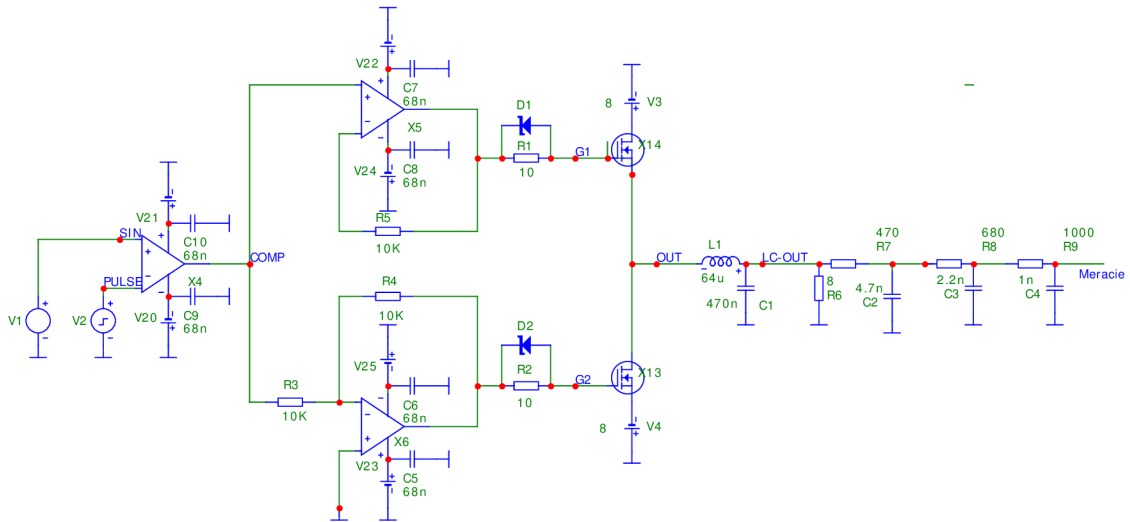 V22
C7
68n
X5
V24
C8
68n
R5
10K
D1
R1
10
G1
8
V3
X14
V21
SIN
C10
68n
COMP
PULSE
X4
V1
V2
V20
C9
68n
R4
10K
R3
10K
V25
C6
68n
X6
V23
C5
68n
D2
R2
10
G2
X13
8
V4
OUT
L1
64u
LC-OUT
470n
C1
8
R6
470
R7
4.7n
C2
680
R8
2.2n
C3
1000
R9
1n
C4
Meracie